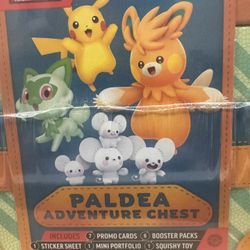 PALDEA
ADVENTURE CHEST
INCLUDES 7 PROMO CARDS 6 BOOSTER PACKS
1 STICKER SHEET 1 MINI PORTFOLIO 1 SQUISHY TOY